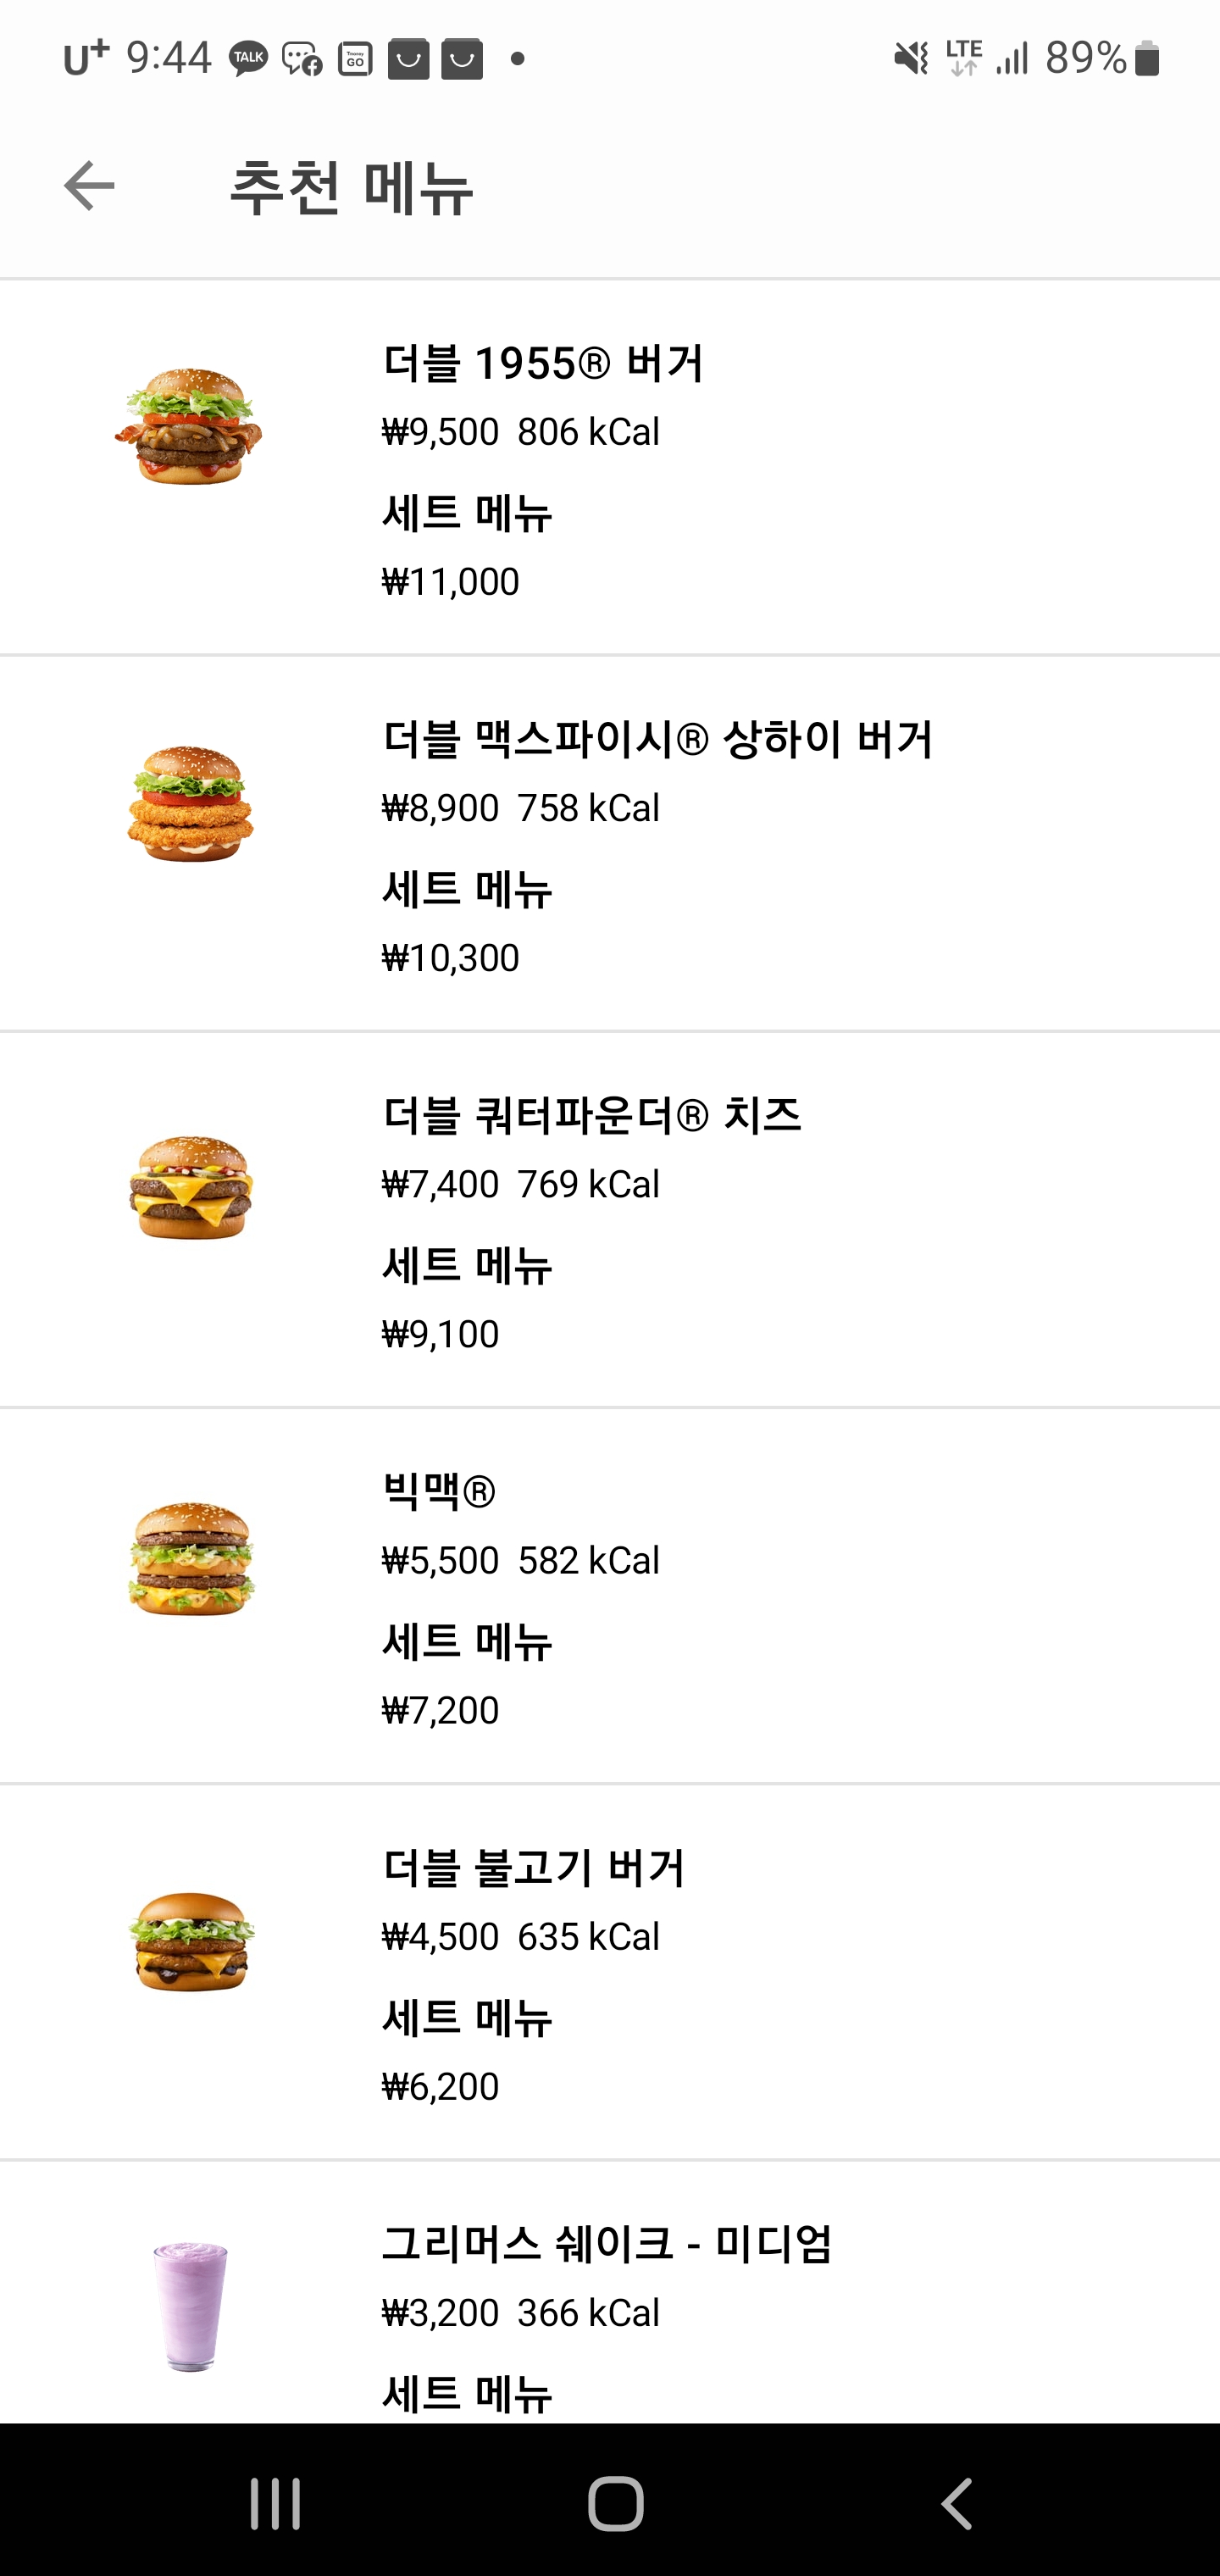 U+ 9:44 TALK GO LTE 89%
추천 메뉴
더블 1955® 버거
₩9,500 806 kCal
세트 메뉴
₩11,000
더블 맥스파이시® 상하이 버거
₩8,900 758 kCal
세트 메뉴
₩10,300
더블 쿼터파운더® 치즈
₩7,400 769 kCal
세트 메뉴
₩9,100
빅맥®
₩5,500 582 kCal
세트 메뉴
₩7,200
더블 불고기 버거
₩4,500 635 kCal
세트 메뉴
₩6,200
그리머스 쉐이크 - 미디엄
₩3,200 366 kCal
세트 메뉴